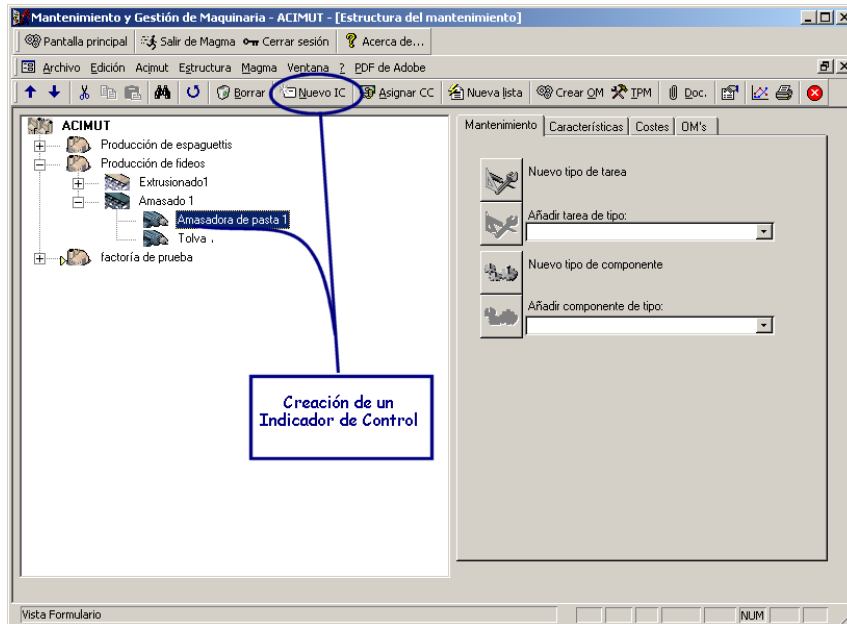 Mantenimiento y Gestión de Maquinaria - ACIMUT - [Estructura del mantenimiento]
Pantalla principal Salir de Magma Cerrar sesión Acerca de...
Archivo Edición Acimut Estructura Magma Ventana ? PDF de Adobe
Borrar Nuevo IC Asignar CC Nueva lista Crear OM TPM Doc.
ACIMUT
Producción de espaguettis
Producción de fideos
Extrusionado1
Amasado 1
Amasadora de pasta 1
Tolva .
factoría de prueba
Mantenimiento Características Costes OM's
Nuevo tipo de tarea
Añadir tarea de tipo:
Nuevo tipo de componente
Añadir componente de tipo:
Creación de un
Indicador de Control
Vista Formulario NUM